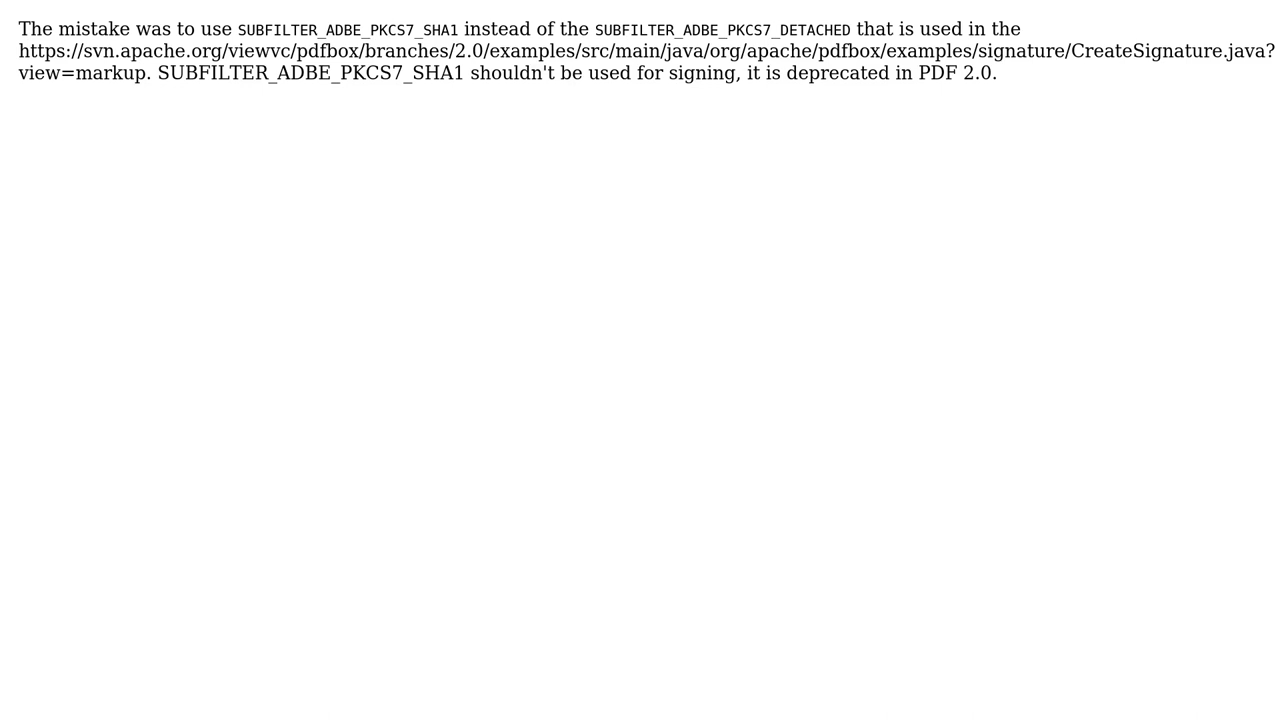 The mistake was to use SUBFILTER_ADBE_PKCS7_SHA1 instead of the SUBFILTER_ADBE_PKCS7_DETACHED that is used in the
https://svn.apache.org/viewvc/pdfbox/branches/2.0/examples/src/main/java/org/apache/pdfbox/examples/signature/CreateSignature.java?
view=markup. SUBFILTER_ADBE_PKCS7_SHA1 shouldn't be used for signing, it is deprecated in PDF 2.0.